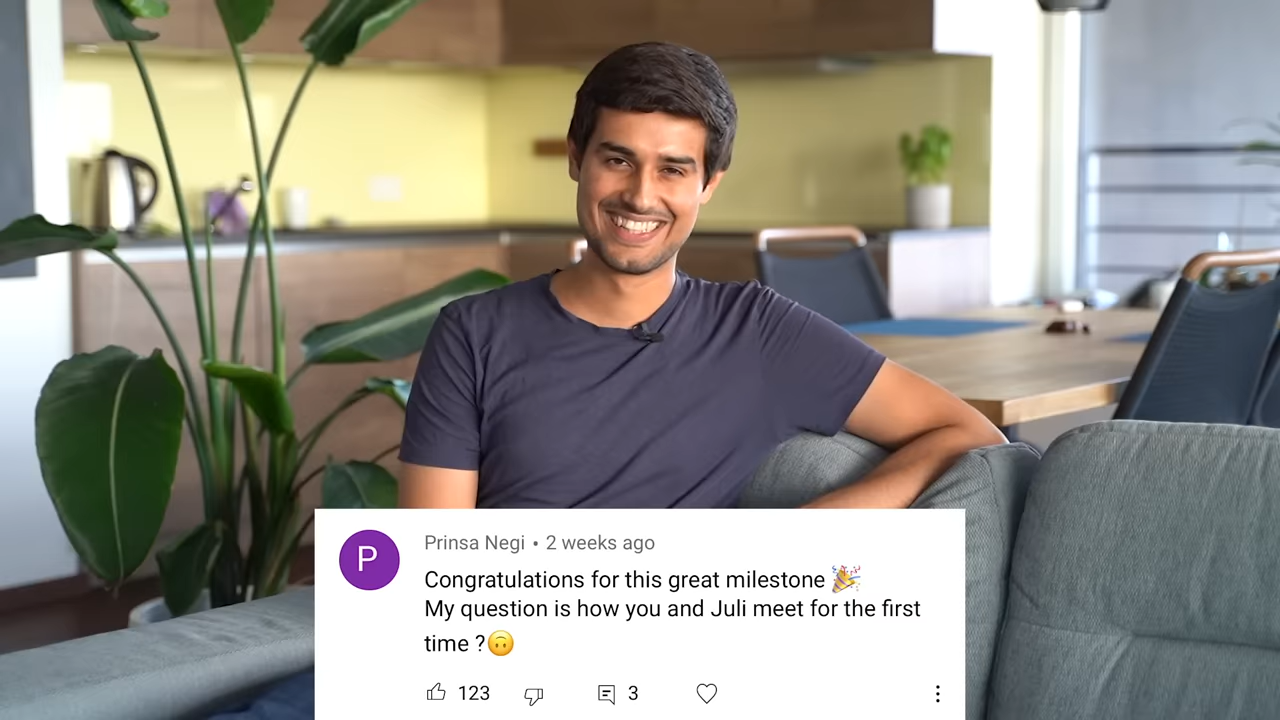 P
Prinsa Negi • 2 weeks ago
Congratulations for this great milestone 🎉
My question is how you and Juli meet for the first
time ?🙃
123
3